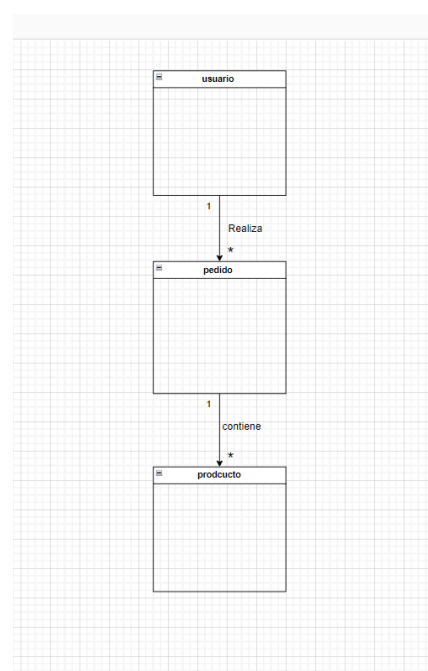 usuario
1
Realiza
*
pedido
1
contiene
*
prodcucto